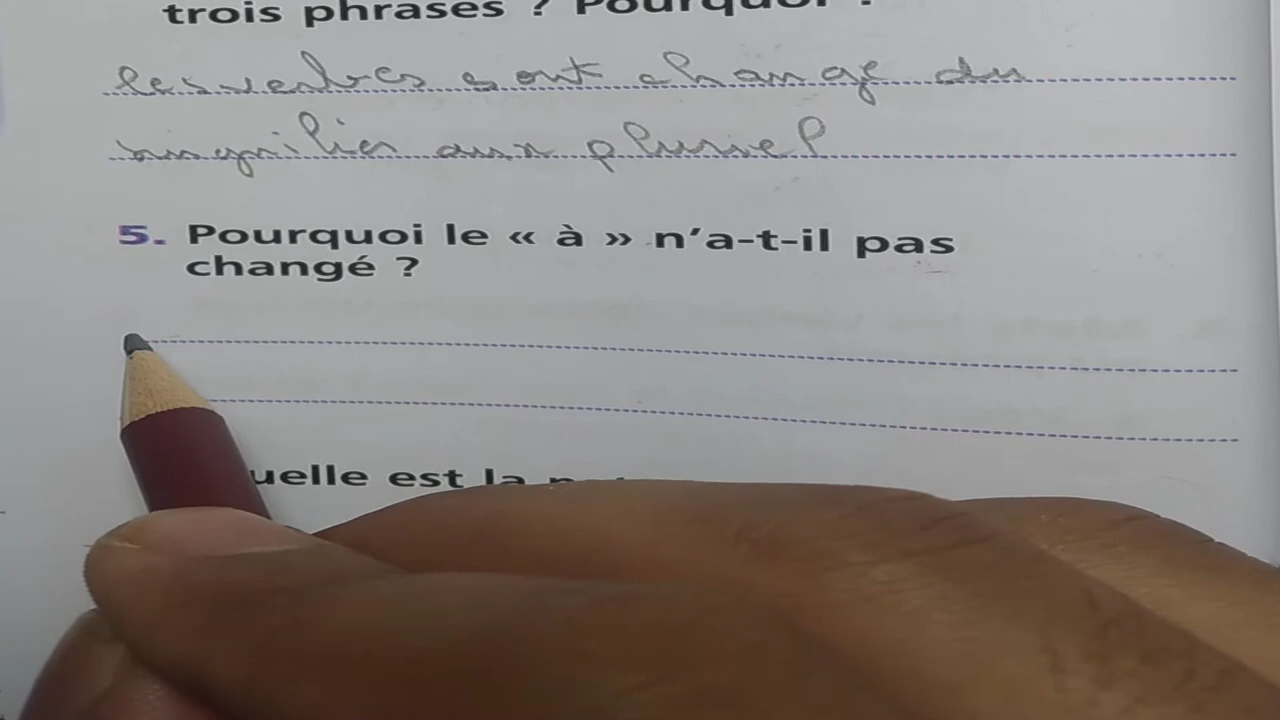 trois phrases ? Pourquoi ?
les verbes sont changé du
singulier aux pluriel
5. Pourquoi le « à » n'a-t-il pas
changé ?
uelle est la